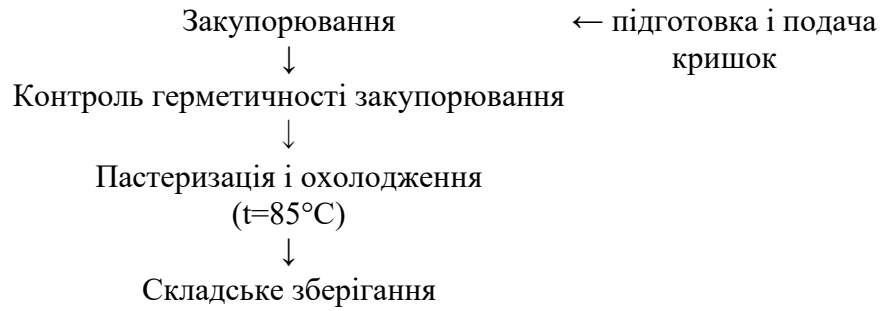 Закупорювання ← підготовка і подача
кришок
↓
Контроль герметичності закупорювання
↓
Пастеризація і охолодження
(t=85°C)
↓
Складське зберігання